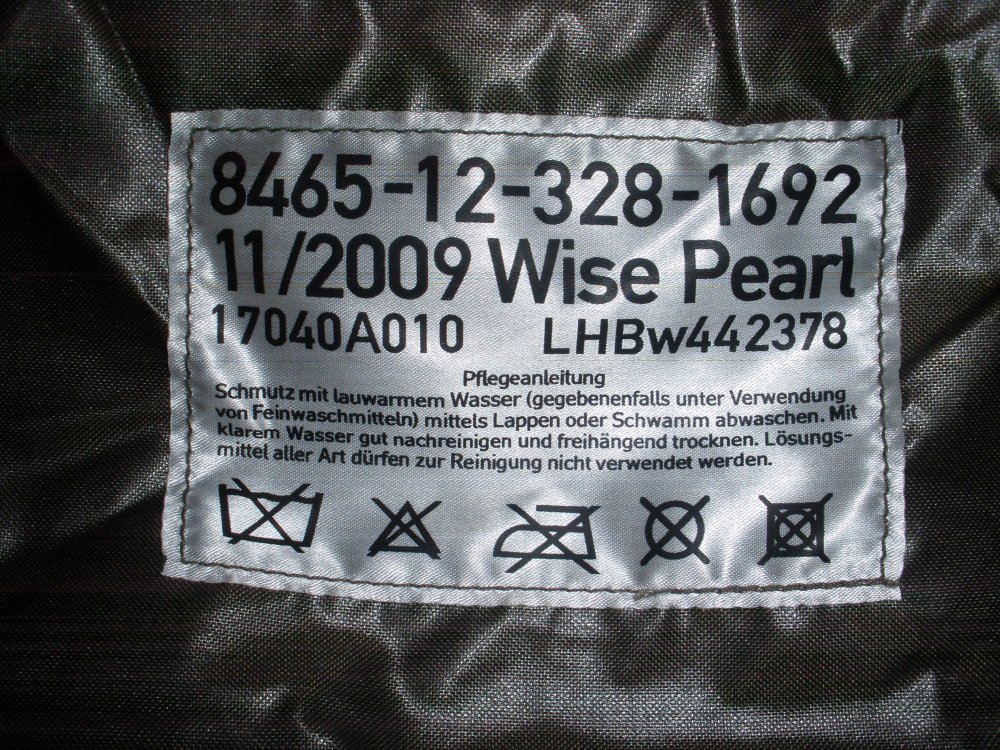 8465-12-328-1692
11/2009 Wise Pearl
17040A010 LHBw442378
Pflegeanleitung
Schmutz mit lauwarmem Wasser (gegebenenfalls unter Verwendung
von Feinwaschmitteln) mittels Lappen oder Schwamm abwaschen. Mit
klarem Wasser gut nachreinigen und freihängend trocknen. Lösungs-
mittel aller Art dürfen zur Reinigung nicht verwendet werden.